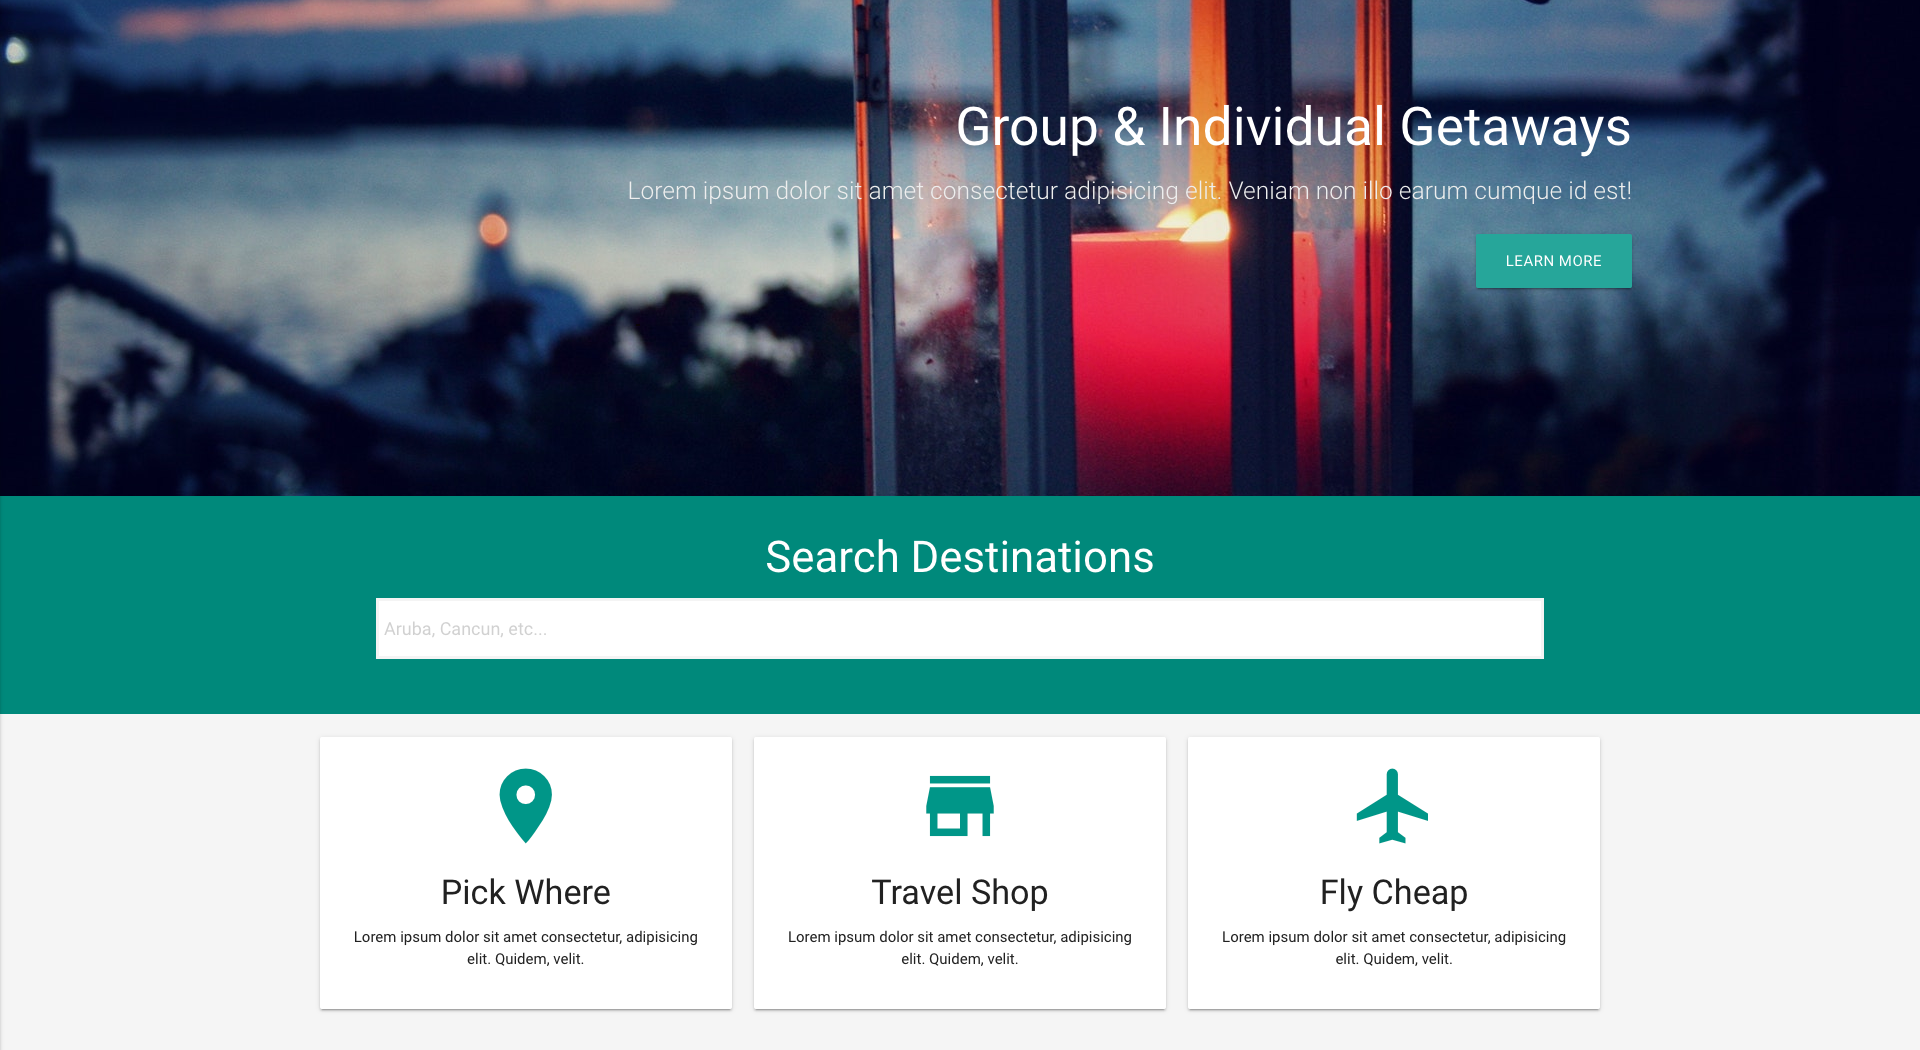 Group & Individual Getaways
Lorem ipsum dolor sit amet consectetur adipisicing elit. Veniam non illo earum cumque id est!
LEARN MORE
Search Destinations
Aruba, Cancun, etc...
Pick Where
Lorem ipsum dolor sit amet consectetur, adipisicing
elit. Quidem, velit.
Travel Shop
Lorem ipsum dolor sit amet consectetur, adipisicing
elit. Quidem, velit.
Fly Cheap
Lorem ipsum dolor sit amet consectetur, adipisicing
elit. Quidem, velit.